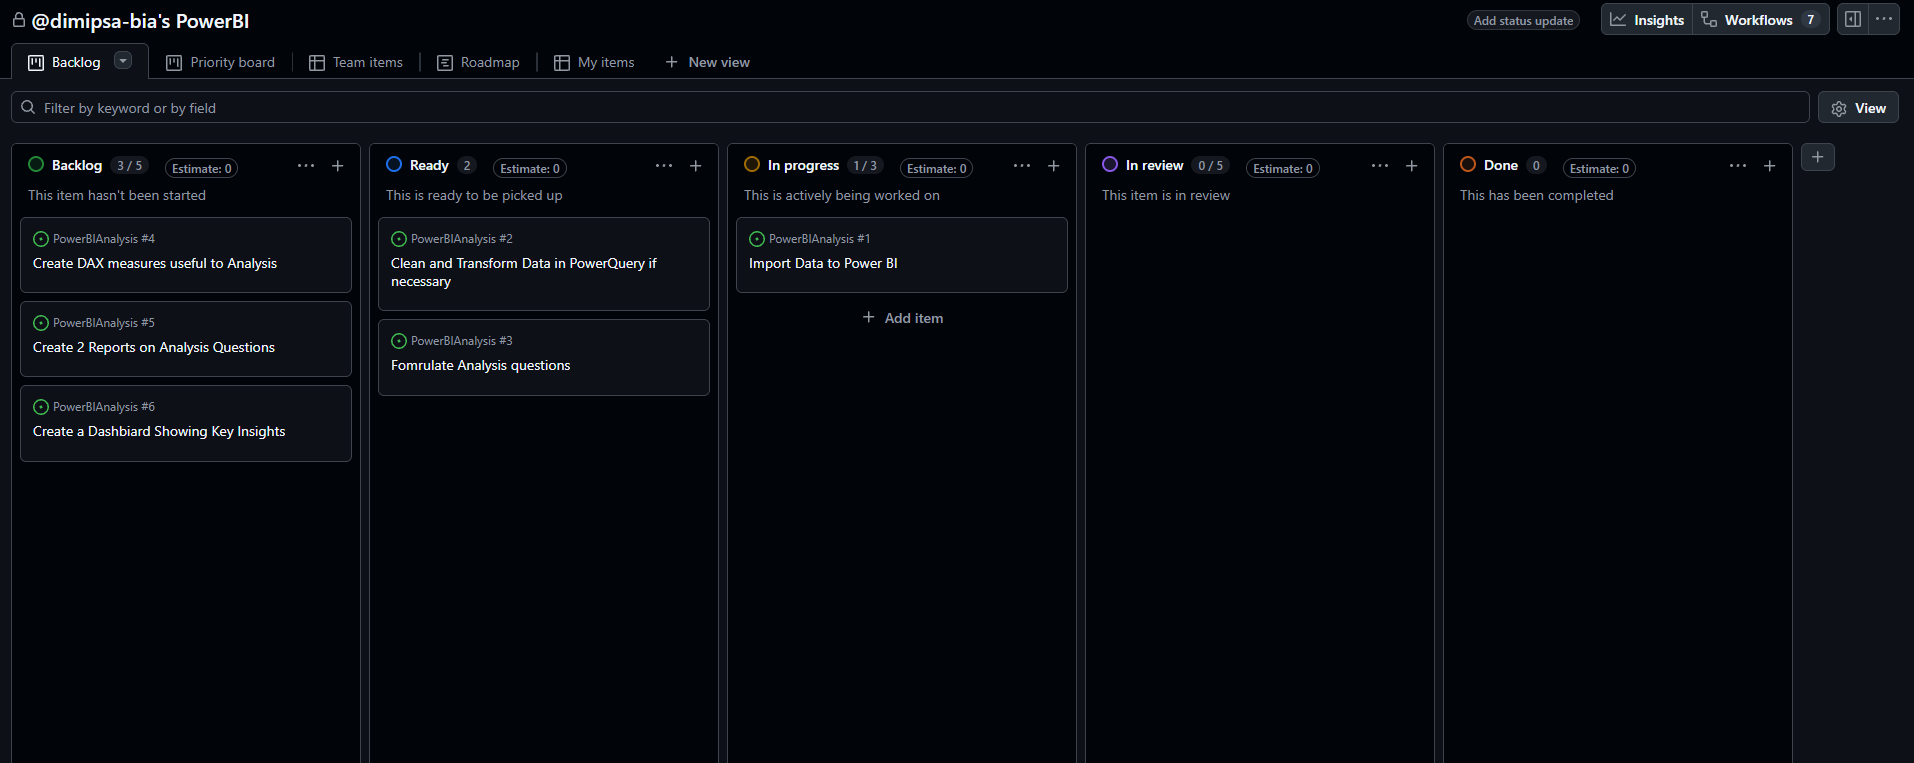 @dimipsa-bia's PowerBI
Add status update
Insights
Workflows 7
Backlog
Priority board
Team items
Roadmap
My items
New view
Filter by keyword or by field
View
Backlog 3 / 5 Estimate: 0
This item hasn't been started
PowerBIAnalysis #4
Create DAX measures useful to Analysis
PowerBIAnalysis #5
Create 2 Reports on Analysis Questions
PowerBIAnalysis #6
Create a Dashbiard Showing Key Insights
Ready 2 Estimate: 0
This is ready to be picked up
PowerBIAnalysis #2
Clean and Transform Data in PowerQuery if
necessary
PowerBIAnalysis #3
Fomrulate Analysis questions
In progress 1 / 3 Estimate: 0
This is actively being worked on
PowerBIAnalysis #1
Import Data to Power BI
Add item
In review 0 / 5 Estimate: 0
This item is in review
Done 0 Estimate: 0
This has been completed